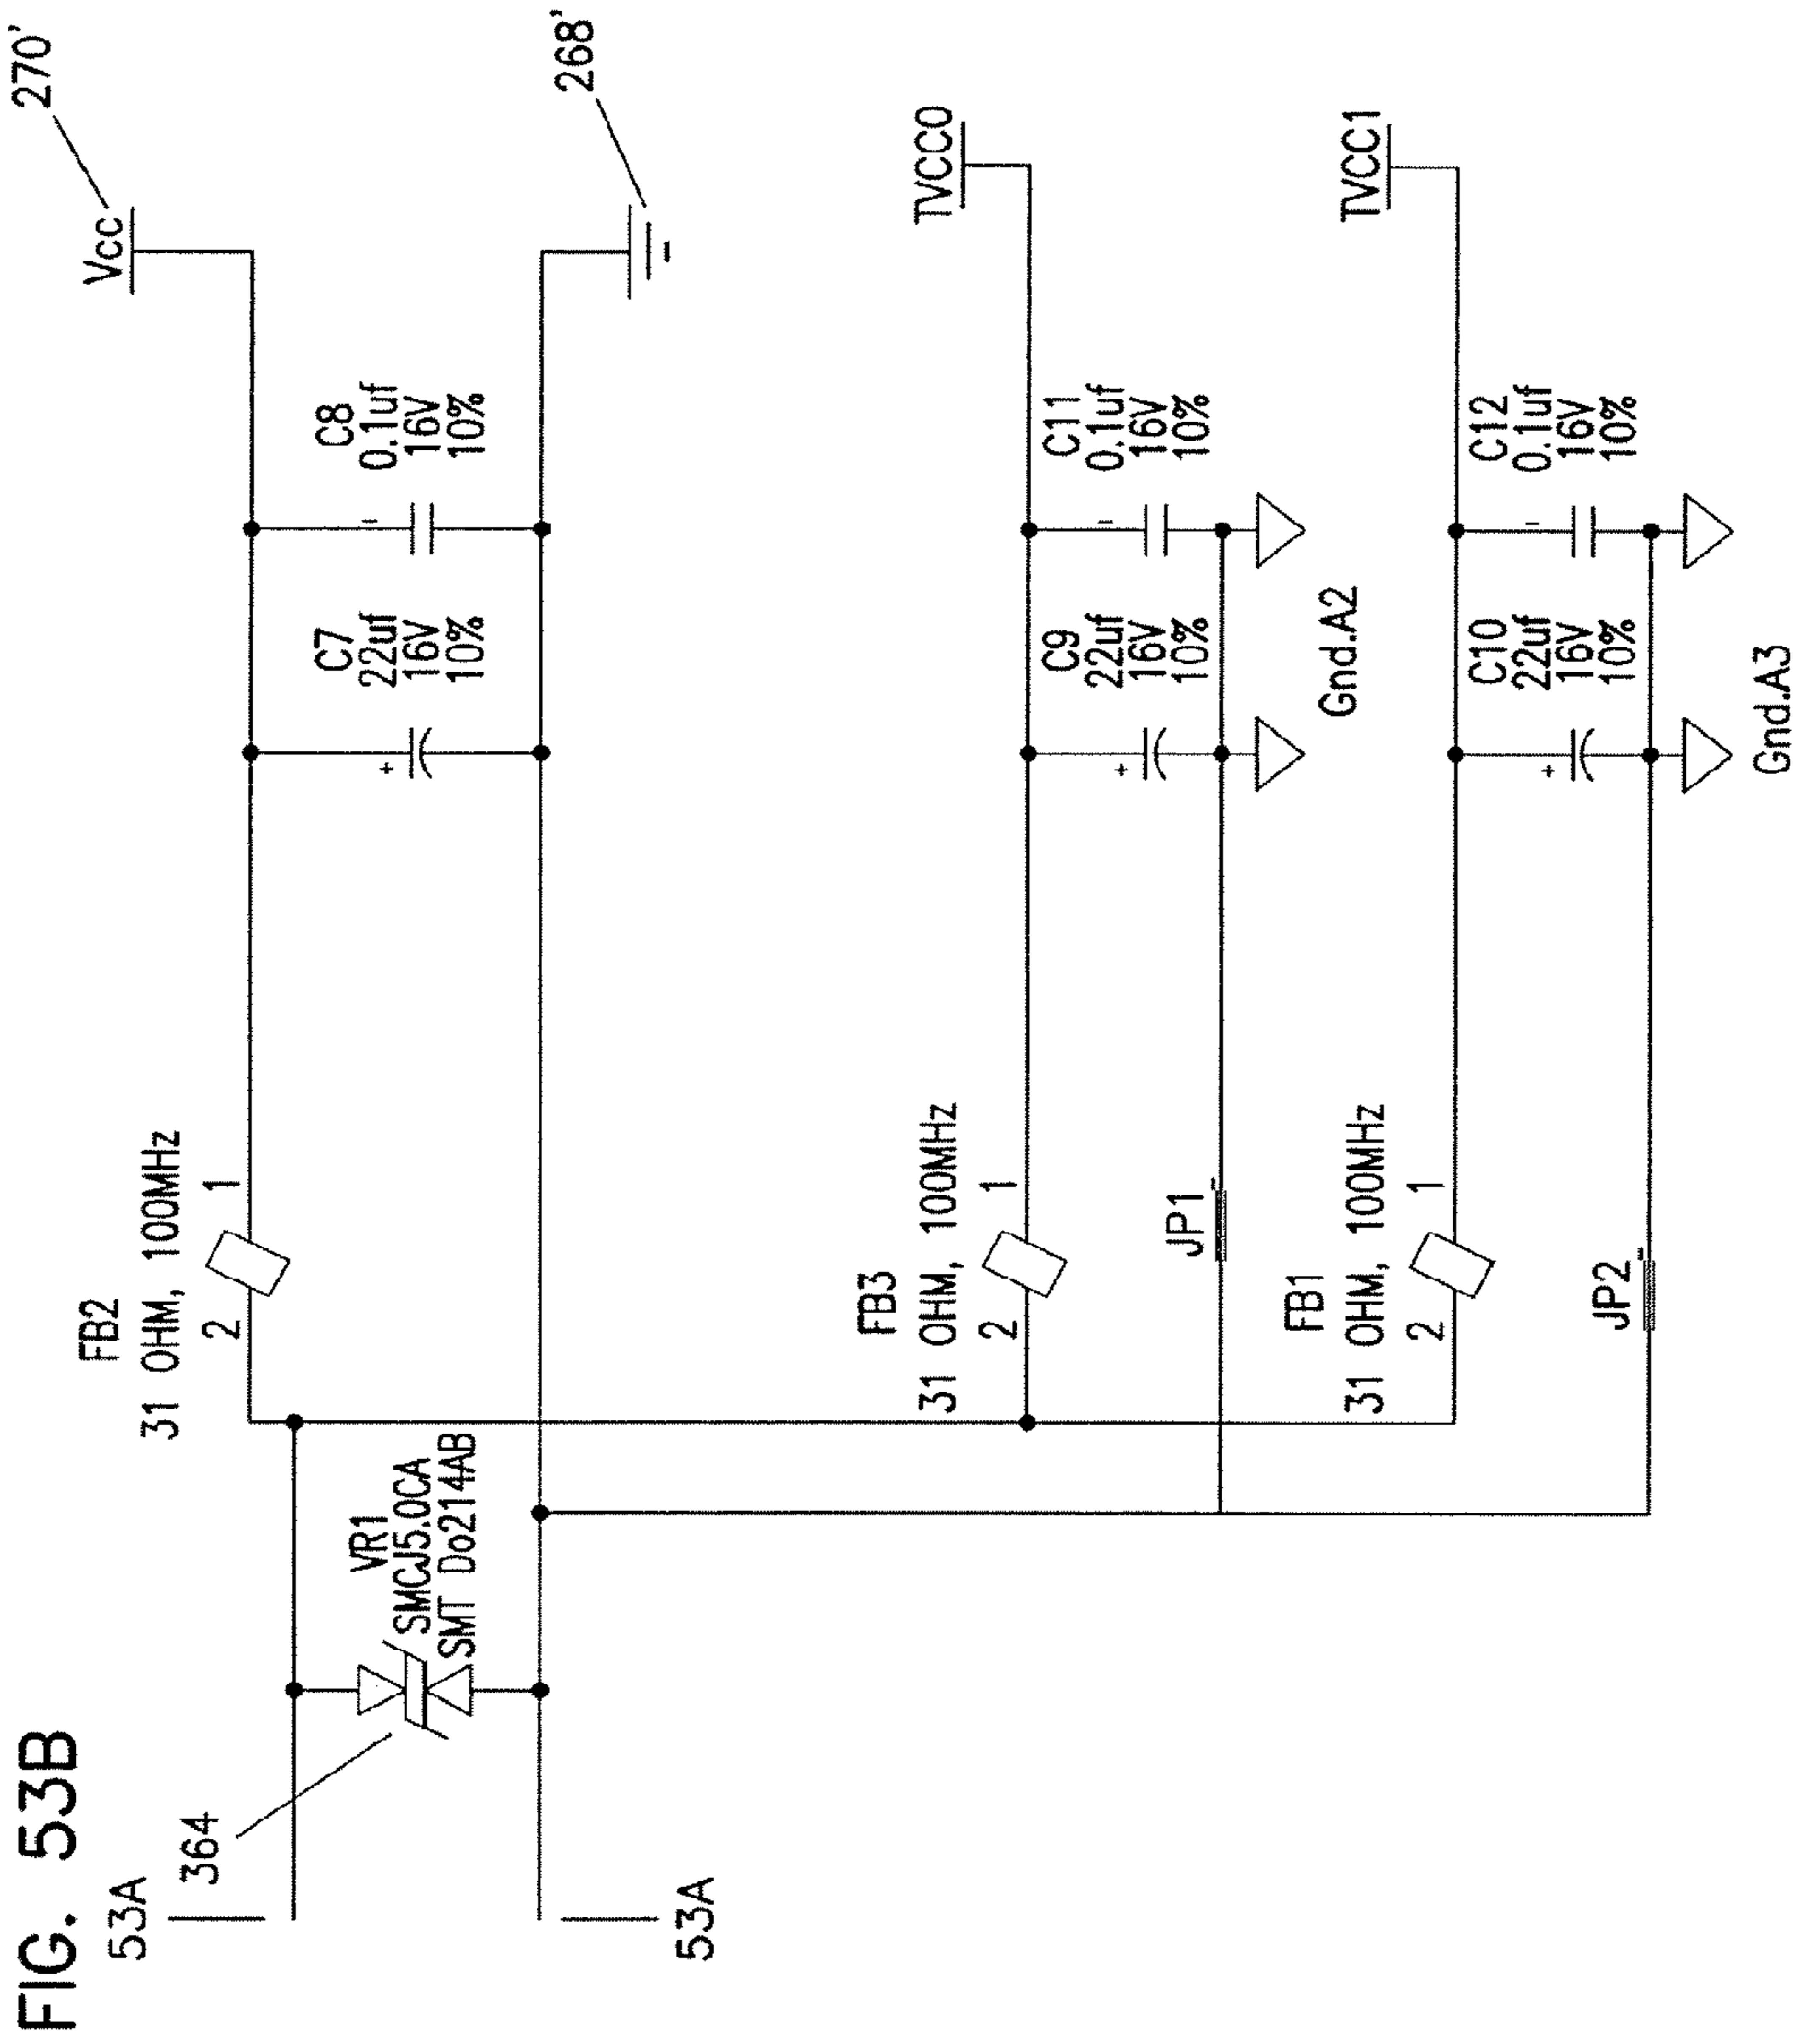 FIG. 53B
53A
364
53A
VR1
SMCJ5.0CA
SMT Do214AB
FB2
31 OHM, 100MHz
2 1
C7
22uf
16V
10%
C8
0.1uf
16V
10%
Vcc
270'
268'
FB3
31 OHM, 100MHz
2 1
JP1
C9
22uf
16V
10%
C11
0.1uf
16V
10%
TVCC0
Gnd.A2
FB1
31 OHM, 100MHz
2 1
JP2
C10
22uf
16V
10%
C12
0.1uf
16V
10%
TVCC1
Gnd.A3